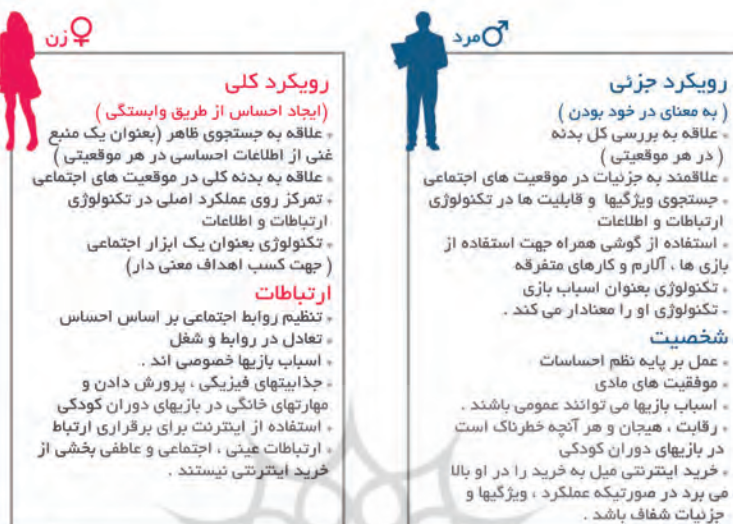 مرد
رویکرد جزئی
( به معنای در خود بودن )
• علاقه به بررسی کل بدنه
( در هر موقعیتی )
• علاقمند به جزئیات در موقعیت های اجتماعی
• جستجوی ویژگیها و قابلیت ها در تکنولوژی
ارتباطات و اطلاعات
• استفاده از گوشی همراه جهت استفاده از
بازی ها ، آلارم و کارهای متفرقه
• تکنولوژی بعنوان اسباب بازی
• تکنولوژی او را معنادار می کند .
شخصیت
• عمل بر پایه نظم احساسات
• موفقیت های مادی
• اسباب بازیها می توانند عمومی باشند .
• رقابت ، هیجان و هر آنچه خطرناک است
در بازیهای دوران کودکی
• خرید اینترنتی میل به خرید را در او بالا
می برد در صورتیکه عملکرد ، ویژگیها و
جزئیات شفاف باشد .
زن
رویکرد کلی
(ایجاد احساس از طریق وابستگی )
• علاقه به جستجوی ظاهر (بعنوان یک منبع
غنی از اطلاعات احساسی در هر موقعیتی )
• علاقه به بدنه کلی در موقعیت های اجتماعی
• تمرکز روی عملکرد اصلی در تکنولوژی
ارتباطات و اطلاعات
• تکنولوژی بعنوان یک ابزار اجتماعی
( جهت کسب اهداف معنی دار)
ارتباطات
• تنظیم روابط اجتماعی بر اساس احساس
• تعادل در روابط و شغل
• اسباب بازیها خصوصی اند .
• جذابیتهای فیزیکی ، پرورش دادن و
مهارتهای خانگی در بازیهای دوران کودکی
• استفاده از اینترنت برای برقراری ارتباط
• ارتباطات عینی ، اجتماعی و عاطفی بخشی از
خرید اینترنتی نیستند .